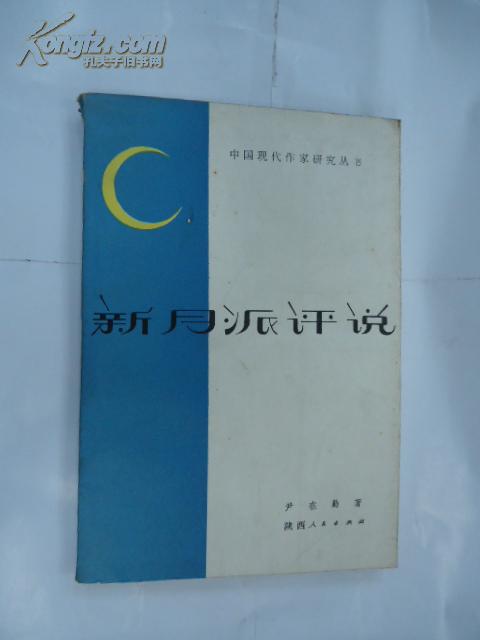 Kongfz.com
孔夫子旧书网
中国现代作家研究丛书
新月派评说
尹在勤 著
陕西人民出版社